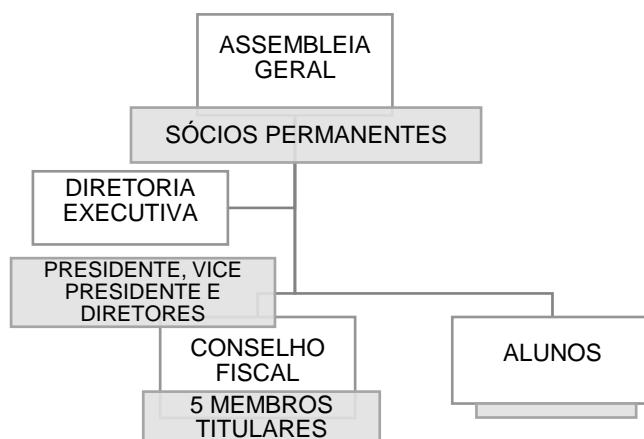 ASSEMBLEIA
GERAL
SÓCIOS PERMANENTES
DIRETORIA
EXECUTIVA
PRESIDENTE, VICE
PRESIDENTE E
DIRETORES
CONSELHO
FISCAL
5 MEMBROS
TITULARES
ALUNOS